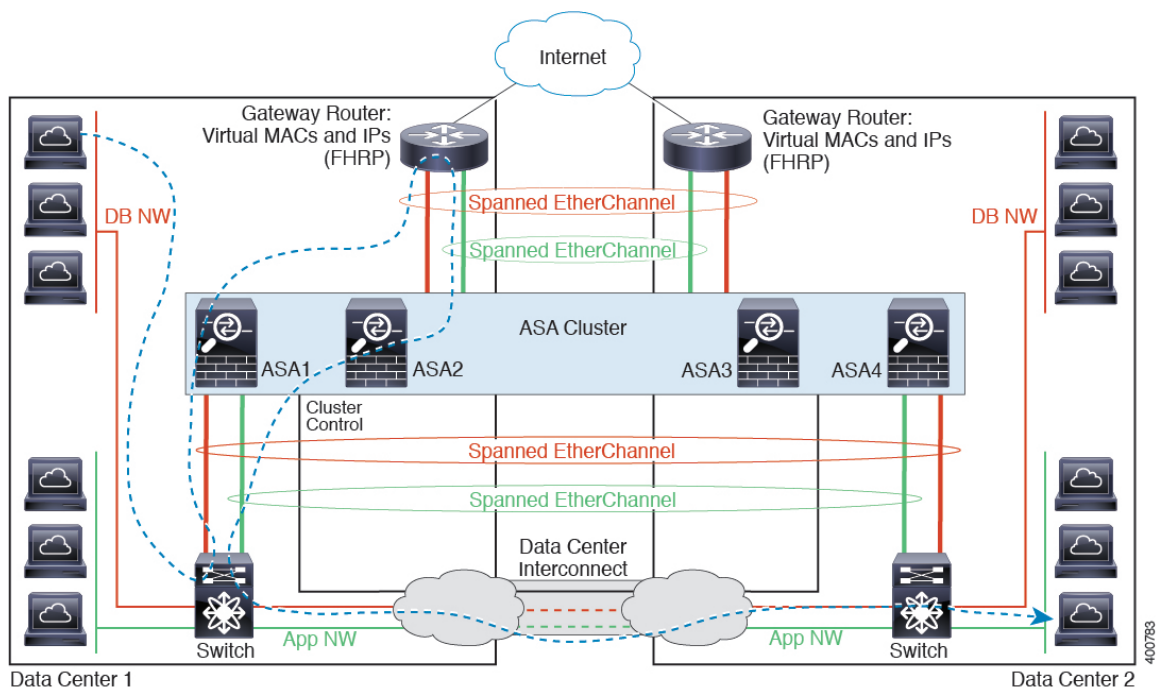 Internet
Gateway Router:
Virtual MACs and IPs
(FHRP)
Gateway Router:
Virtual MACs and IPs
(FHRP)
Spanned EtherChannel
DB NW
DB NW
Spanned EtherChannel
ASA Cluster
ASA1
ASA2
ASA3
ASA4
Cluster
Control
Spanned EtherChannel
Spanned EtherChannel
Data Center
Interconnect
App NW
App NW
Switch
Switch
400783
Data Center 1
Data Center 2